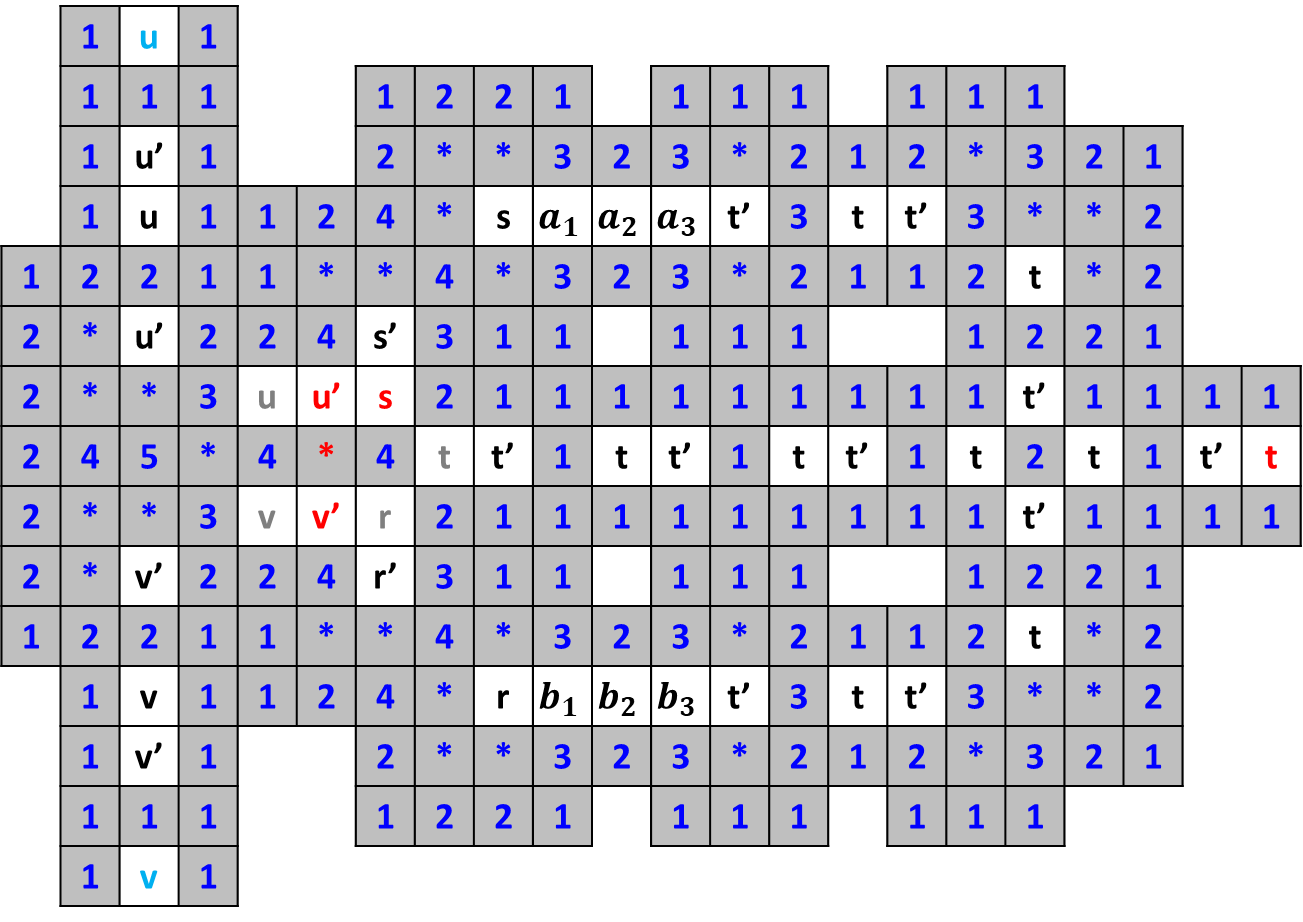 1 u 1
1 1 1 1 2 2 1 1 1 1 1 1 1
1 u’ 1 2 * * 3 2 3 * 2 1 2 * 3 2 1
1 u 1 1 2 4 * s a₁ a₂ a₃ t’ 3 t t’ 3 * * 2
1 2 2 1 1 * * 4 * 3 2 3 * 2 1 1 2 t * 2
2 * u’ 2 2 4 s’ 3 1 1 1 1 1 1 2 2 1
2 * * 3 u u’ s 2 1 1 1 1 1 1 1 1 1 t’ 1 1 1 1
2 4 5 * 4 * 4 t t’ 1 t t’ 1 t t’ 1 t 2 t 1 t’ t
2 * * 3 v v’ r 2 1 1 1 1 1 1 1 1 1 t’ 1 1 1 1
2 * v’ 2 2 4 r’ 3 1 1 1 1 1 1 2 2 1
1 2 2 1 1 * * 4 * 3 2 3 * 2 1 1 2 t * 2
1 v 1 1 2 4 * r b₁ b₂ b₃ t’ 3 t t’ 3 * * 2
1 v’ 1 2 * * 3 2 3 * 2 1 2 * 3 2 1
1 1 1 1 2 2 1 1 1 1 1 1 1
1 v 1